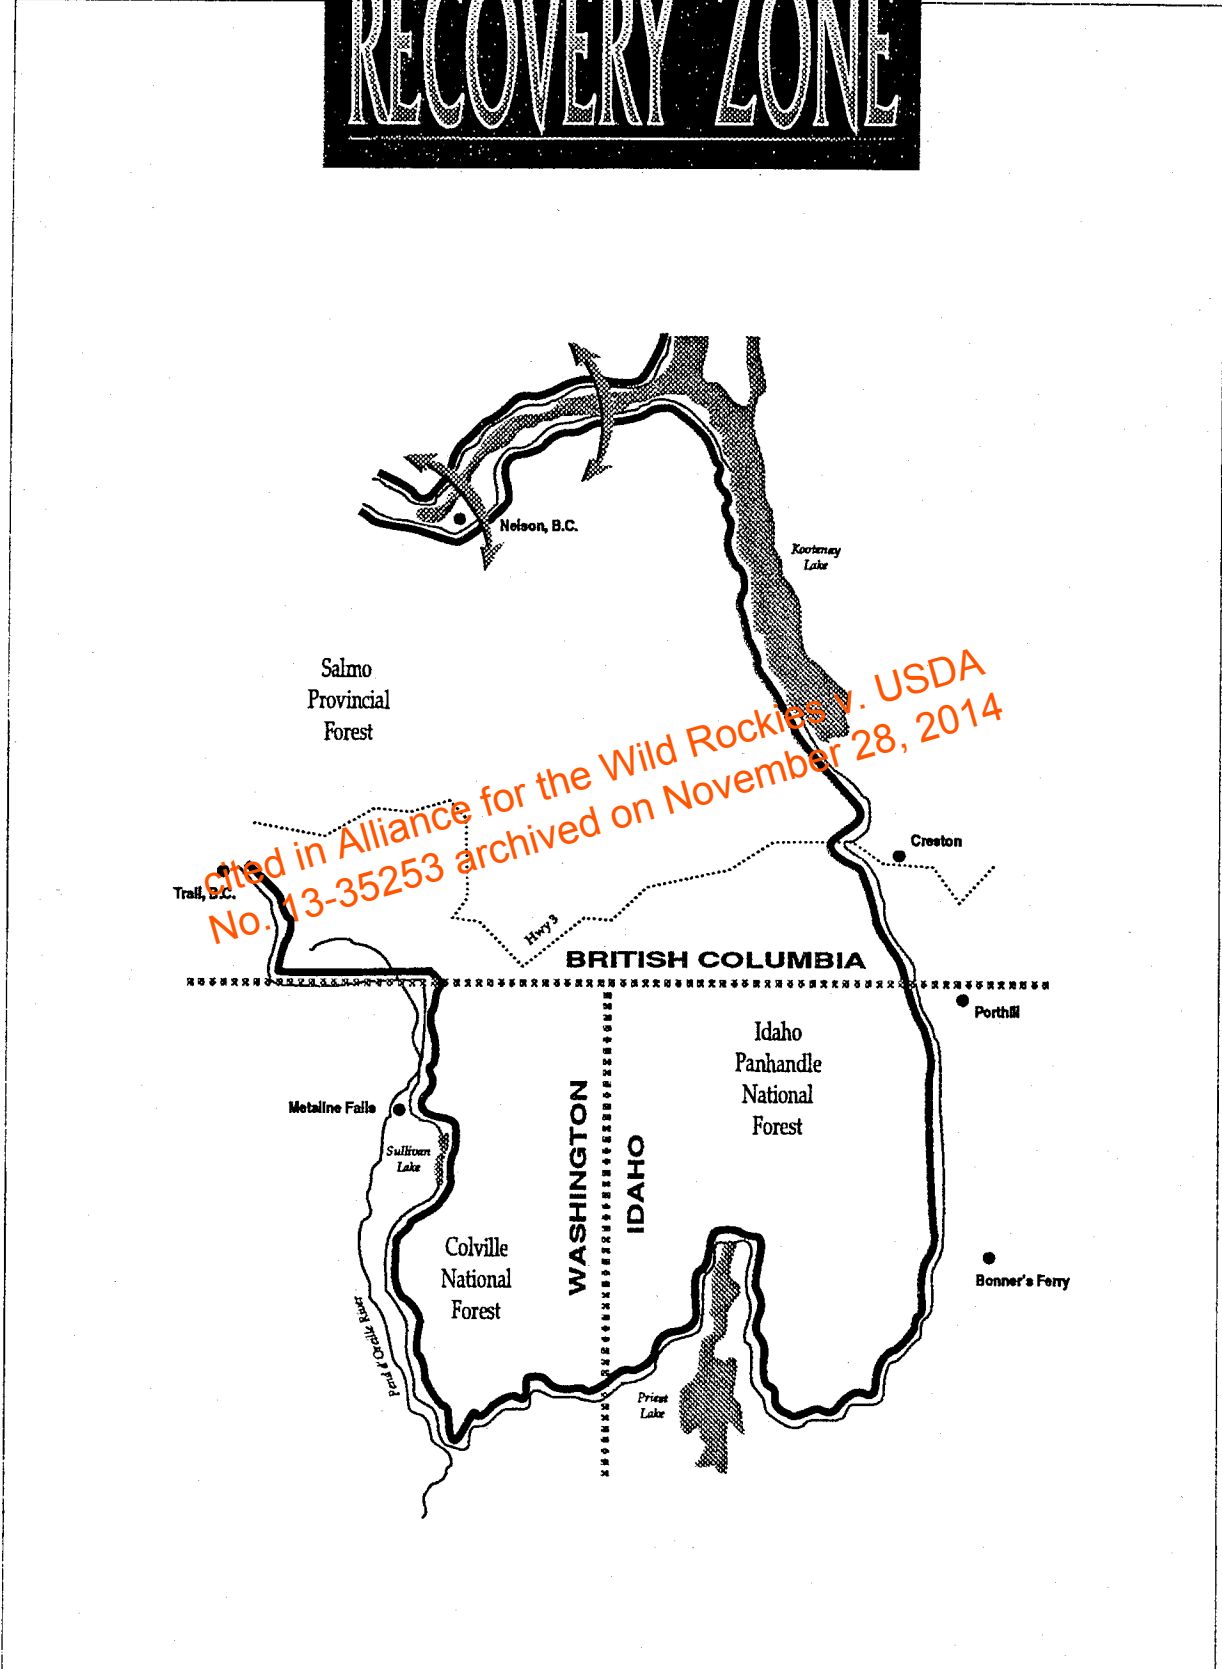 RECOVERY ZONE
Nelson, B.C.
Kootenay
Lake
Salmo
Provincial
Forest
cited in Alliance for the Wild Rockies v. USDA
No. 13-35253 archived on November 28, 2014
Creston
Trail, B.C.
Hwy 3
BRITISH COLUMBIA
Porthill
Idaho
Panhandle
National
Forest
Metaline Falls
Sullivan
Lake
WASHINGTON
IDAHO
Colville
National
Forest
Bonner's Ferry
Pend d'Oreille River
Priest
Lake